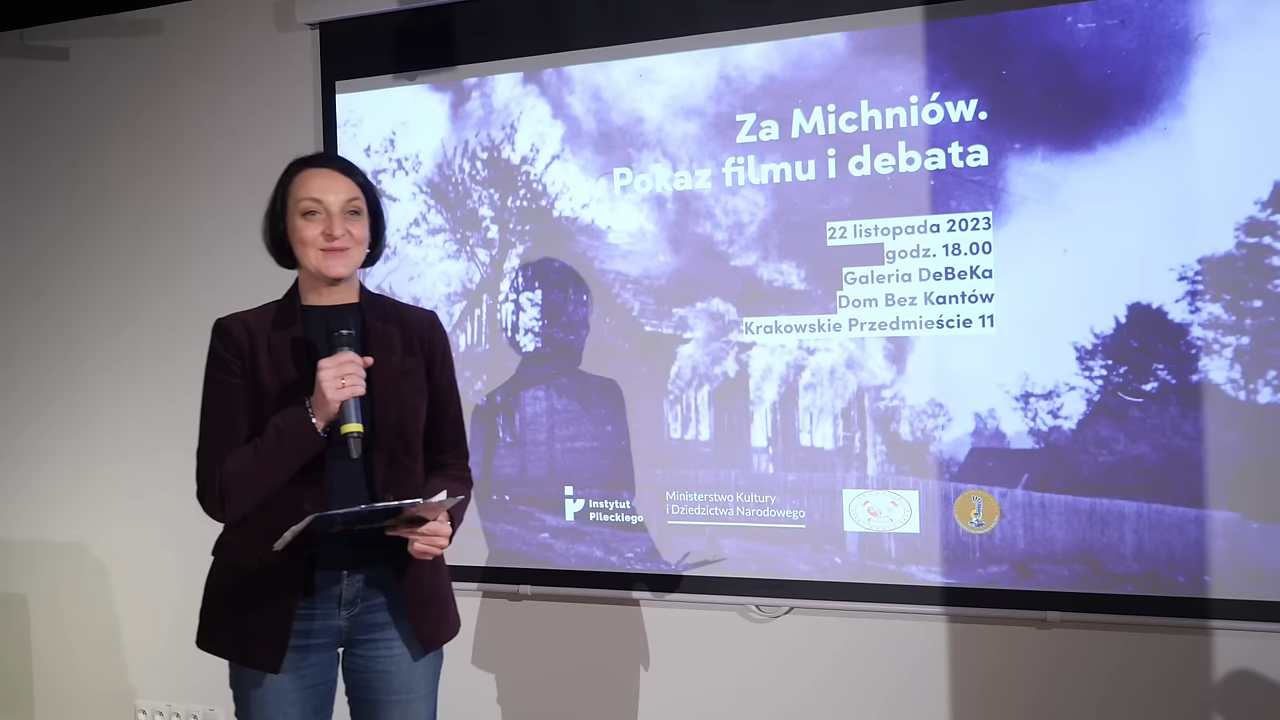 Za Michniów.
Pokaz filmu i debata
22 listopada 2023
godz. 18.00
Galeria DeBeKa
Dom Bez Kantów
Krakowskie Przedmieście 11
Instytut
Pileckiego
Ministerstwo Kultury
i Dziedzictwa Narodowego